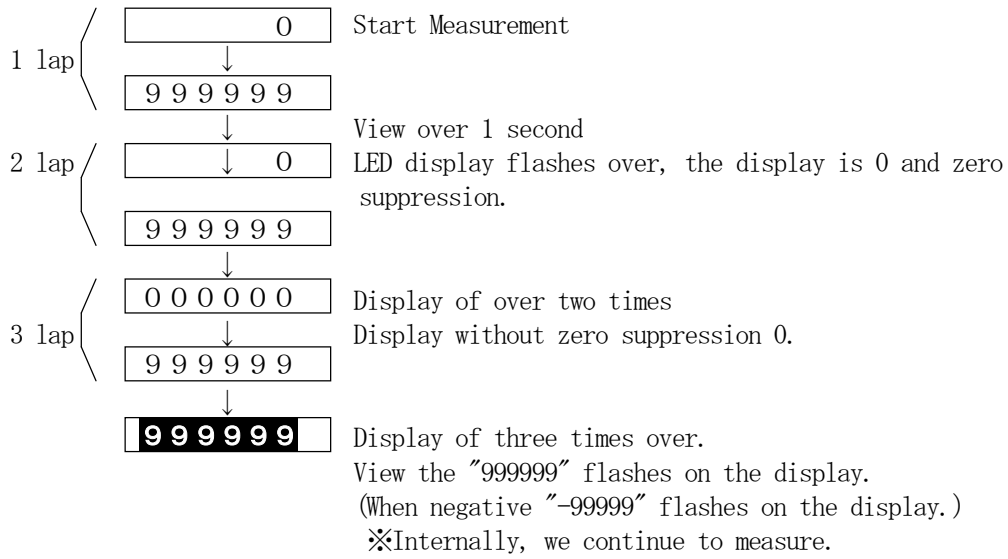 0 Start Measurement
1 lap
↓
999999
↓ View over 1 second
2 lap ↓ 0 LED display flashes over, the display is 0 and zero
suppression.
999999
↓
000000 Display of over two times
3 lap ↓ Display without zero suppression 0.
999999
↓
999999 Display of three times over.
View the "999999" flashes on the display.
(When negative "-99999" flashes on the display.)
※Internally, we continue to measure.